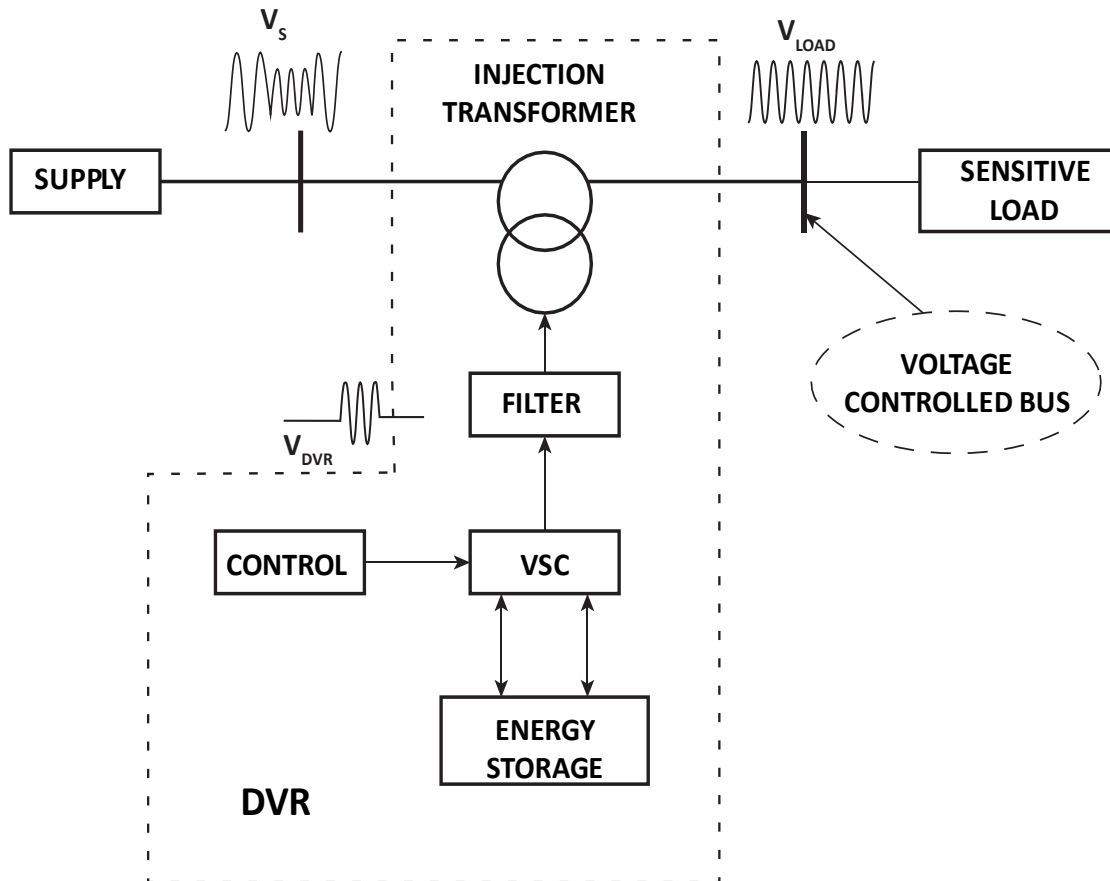 V_S
V_LOAD
INJECTION
TRANSFORMER
SUPPLY
SENSITIVE
LOAD
VOLTAGE
CONTROLLED BUS
FILTER
V_DVR
CONTROL
VSC
ENERGY
STORAGE
DVR